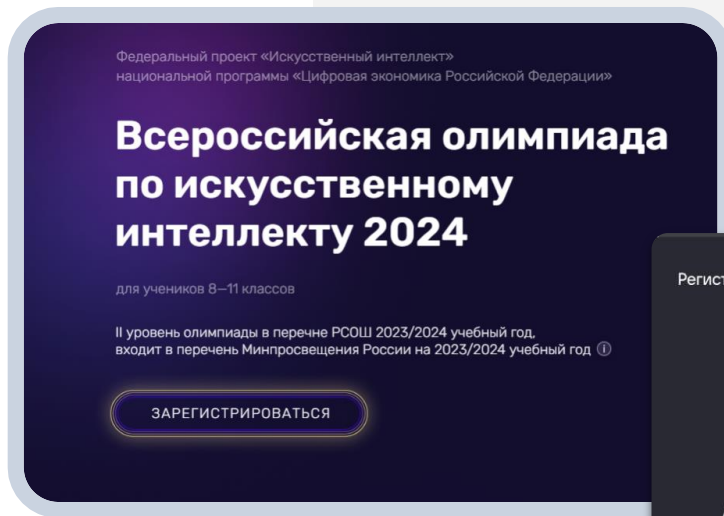 Федеральный проект «Искусственный интеллект»
национальной программы «Цифровая экономика Российской Федерации»
Всероссийская олимпиада
по искусственному
интеллекту 2024
для учеников 8—11 классов
II уровень олимпиады в перечне РСОШ 2023/2024 учебный год,
входит в перечень Минпросвещения России на 2023/2024 учебный год
ЗАРЕГИСТРИРОВАТЬСЯ